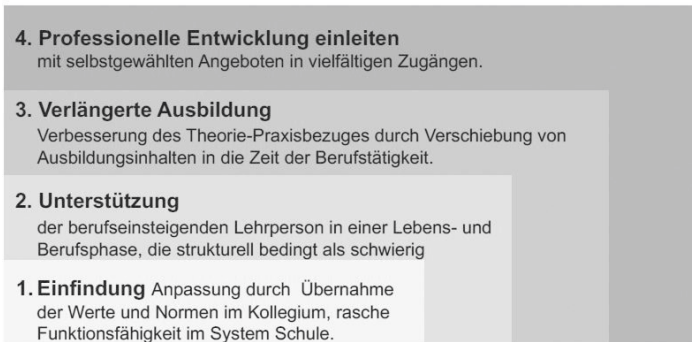 4. Professionelle Entwicklung einleiten
mit selbstgewählten Angeboten in vielfältigen Zugängen.
3. Verlängerte Ausbildung
Verbesserung des Theorie-Praxisbezuges durch Verschiebung von
Ausbildungsinhalten in die Zeit der Berufstätigkeit.
2. Unterstützung
der berufseinsteigenden Lehrperson in einer Lebens- und
Berufsphase, die strukturell bedingt als schwierig
1. Einfindung Anpassung durch Übernahme
der Werte und Normen im Kollegium, rasche
Funktionsfähigkeit im System Schule.